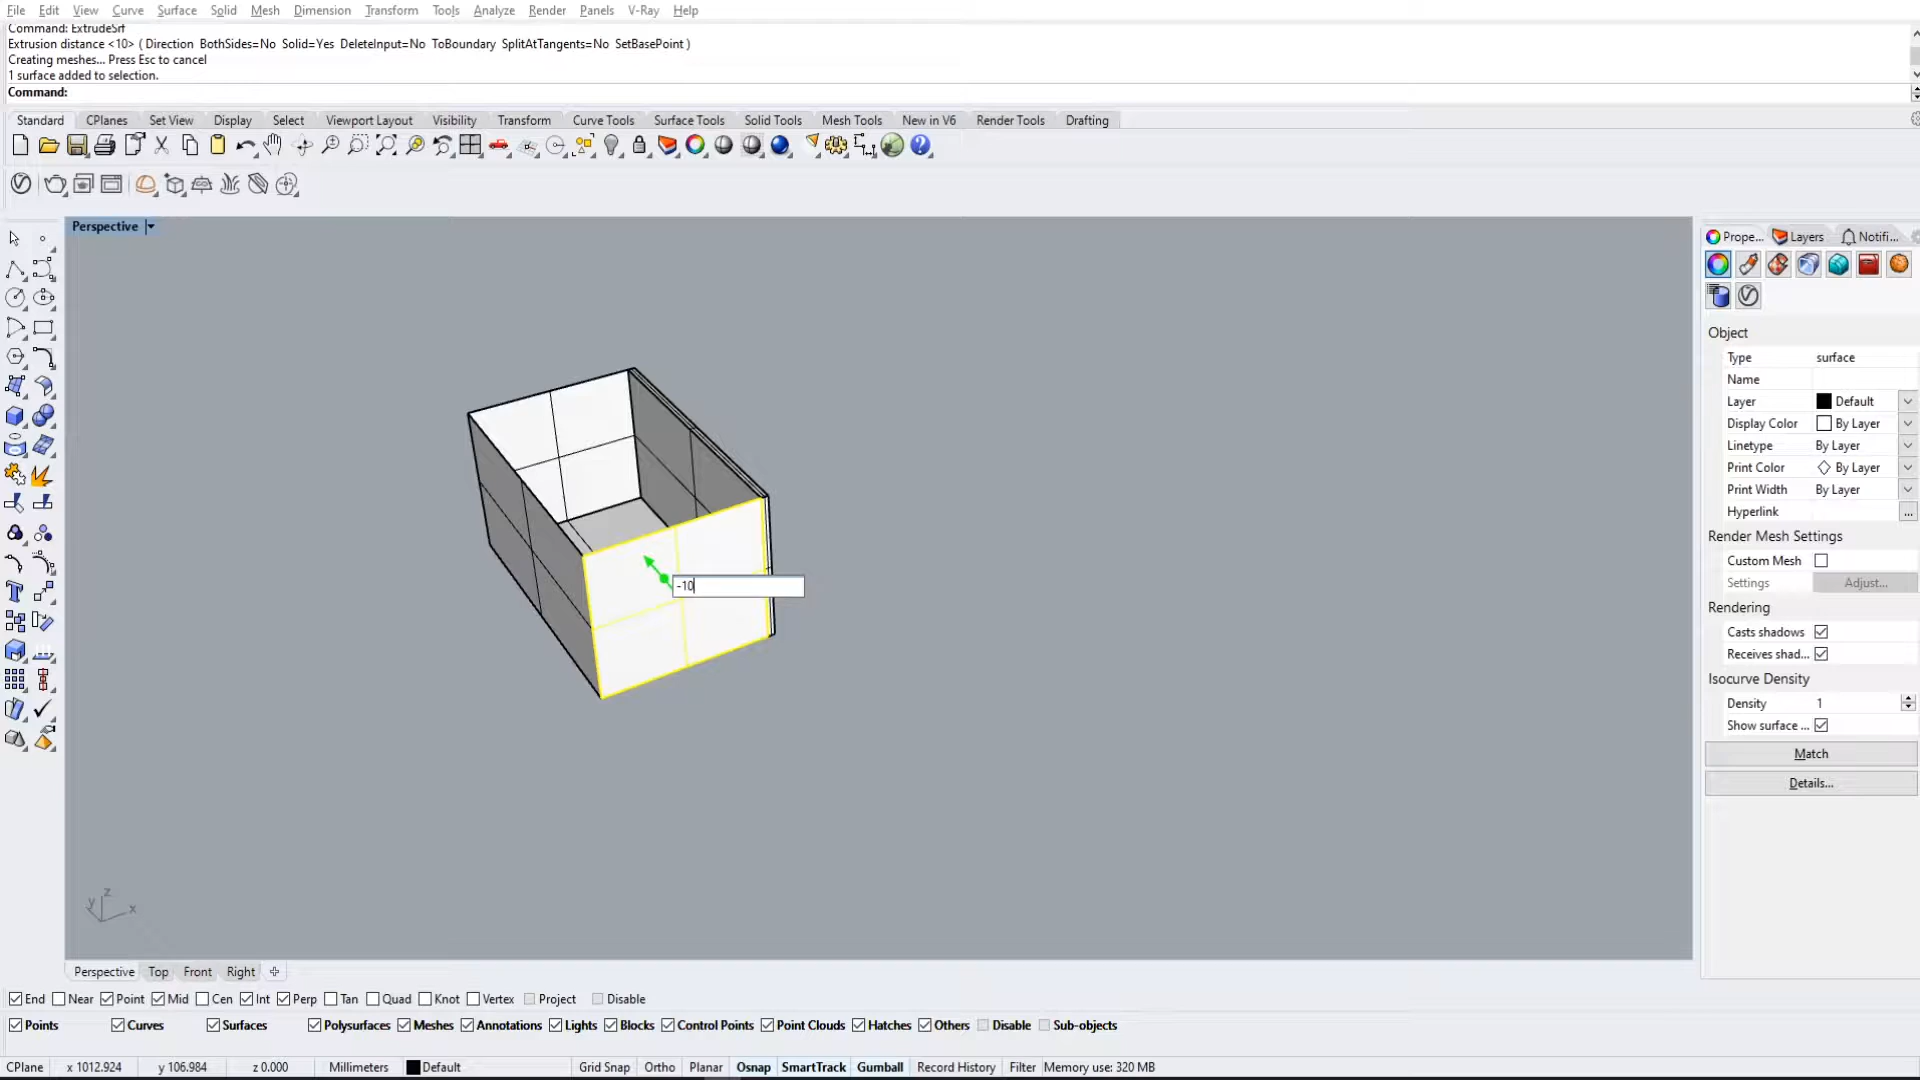 File Edit View Curve Surface Solid Mesh Dimension Transform Tools Analyze Render Panels V-Ray Help
Command: ExtrudeSrf
Extrusion distance <10> ( Direction BothSides=No Solid=Yes DeleteInput=No ToBoundary SplitAtTangents=No SetBasePoint )
Creating meshes... Press Esc to cancel
1 surface added to selection.
Command:
Standard CPlanes Set View Display Select Viewport Layout Visibility Transform Curve Tools Surface Tools Solid Tools Mesh Tools New in V6 Render Tools Drafting
Perspective
Prope... Layers Notifi...
Object
Type surface
Name
Layer Default
Display Color By Layer
Linetype By Layer
Print Color By Layer
Print Width By Layer
Hyperlink ...
Render Mesh Settings
Custom Mesh
Settings Adjust...
Rendering
Casts shadows
Receives shad...
Isocurve Density
Density 1
Show surface ...
Match
Details...
-10
z
y x
Perspective Top Front Right
End Near Point Mid Cen Int Perp Tan Quad Knot Vertex Project Disable
Points Curves Surfaces Polysurfaces Meshes Annotations Lights Blocks Control Points Point Clouds Hatches Others Disable Sub-objects
CPlane x 1012.924 y 106.984 z 0.000 Millimeters Default Grid Snap Ortho Planar Osnap SmartTrack Gumball Record History Filter Memory use: 320 MB